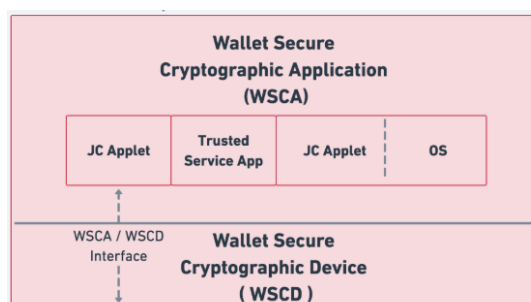 Wallet Secure
Cryptographic Application
(WSCA)
JC Applet
Trusted
Service App
JC Applet
OS
WSCA / WSCD
Interface
Wallet Secure
Cryptographic Device
( WSCD )